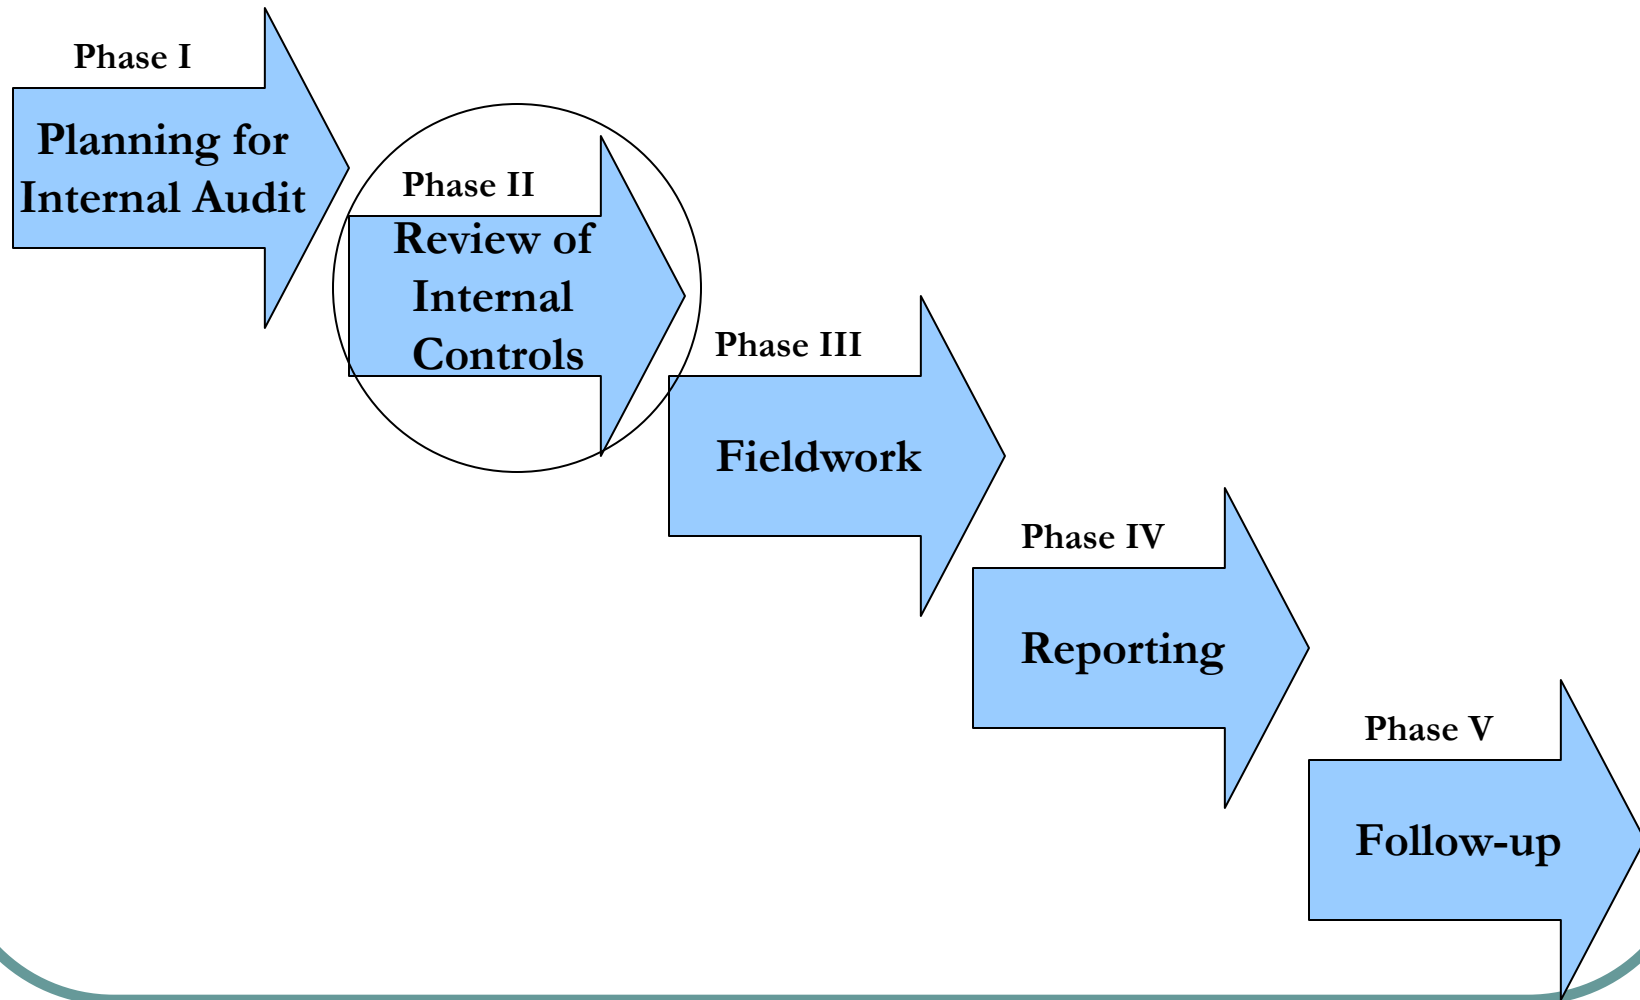 Phase I
Planning for
Internal Audit
Phase II
Review of
Internal
Controls
Phase III
Fieldwork
Phase IV
Reporting
Phase V
Follow-up